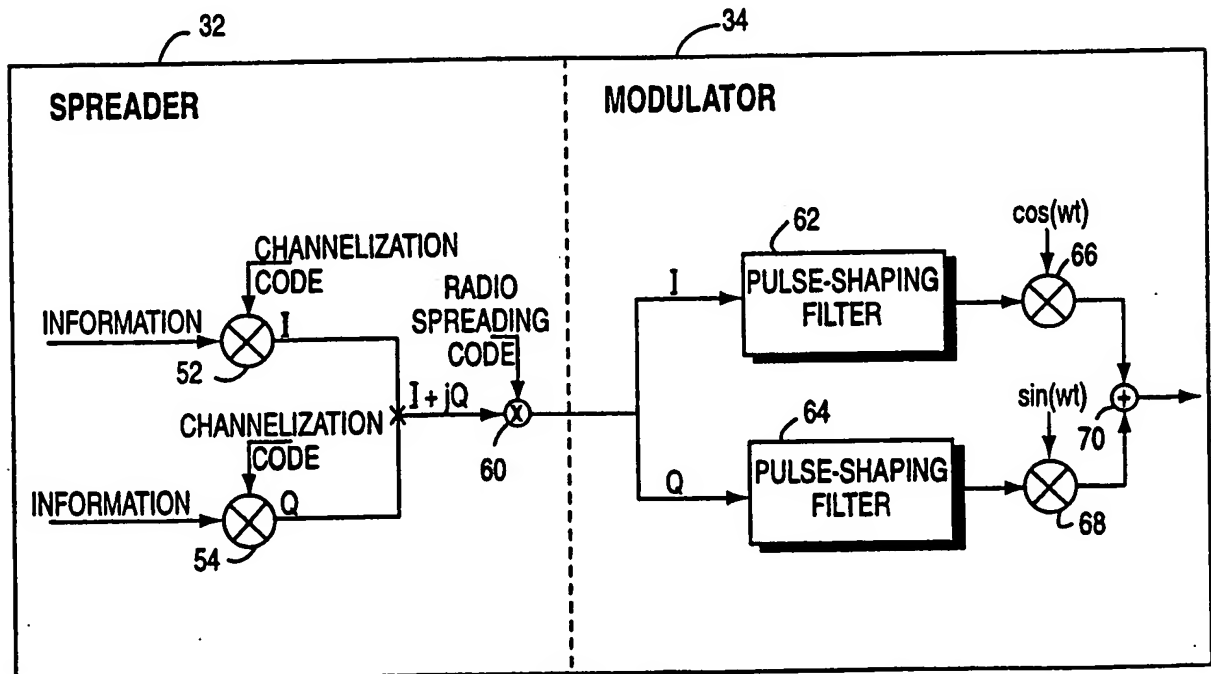 32
34
SPREADER
MODULATOR
CHANNELIZATION
CODE
INFORMATION
I
52
RADIO
SPREADING
CODE
I + jQ
60
CHANNELIZATION
CODE
INFORMATION
Q
54
I
62
PULSE-SHAPING
FILTER
cos(wt)
66
Q
64
PULSE-SHAPING
FILTER
sin(wt)
68
70